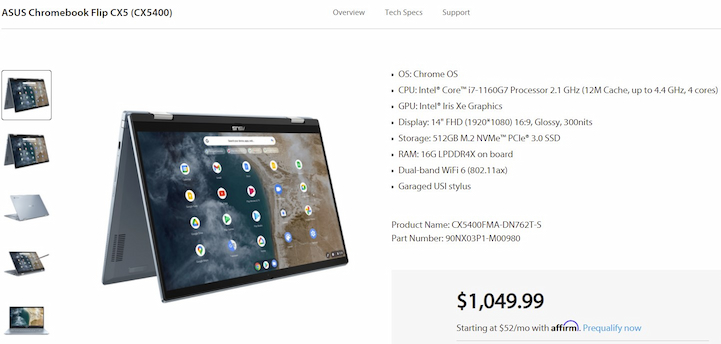 ASUS Chromebook Flip CX5 (CX5400)
Overview
Tech Specs
Support
OS: Chrome OS
CPU: Intel® Core™ i7-1160G7 Processor 2.1 GHz (12M Cache, up to 4.4 GHz, 4 cores)
GPU: Intel® Iris Xe Graphics
Display: 14" FHD (1920*1080) 16:9, Glossy, 300nits
Storage: 512GB M.2 NVMe™ PCIe® 3.0 SSD
RAM: 16G LPDDR4X on board
Dual-band WiFi 6 (802.11ax)
Garaged USI stylus
Product Name: CX5400FMA-DN762T-S
Part Number: 90NX03P1-M00980
$1,049.99
Starting at $52/mo with affirm. Prequalify now